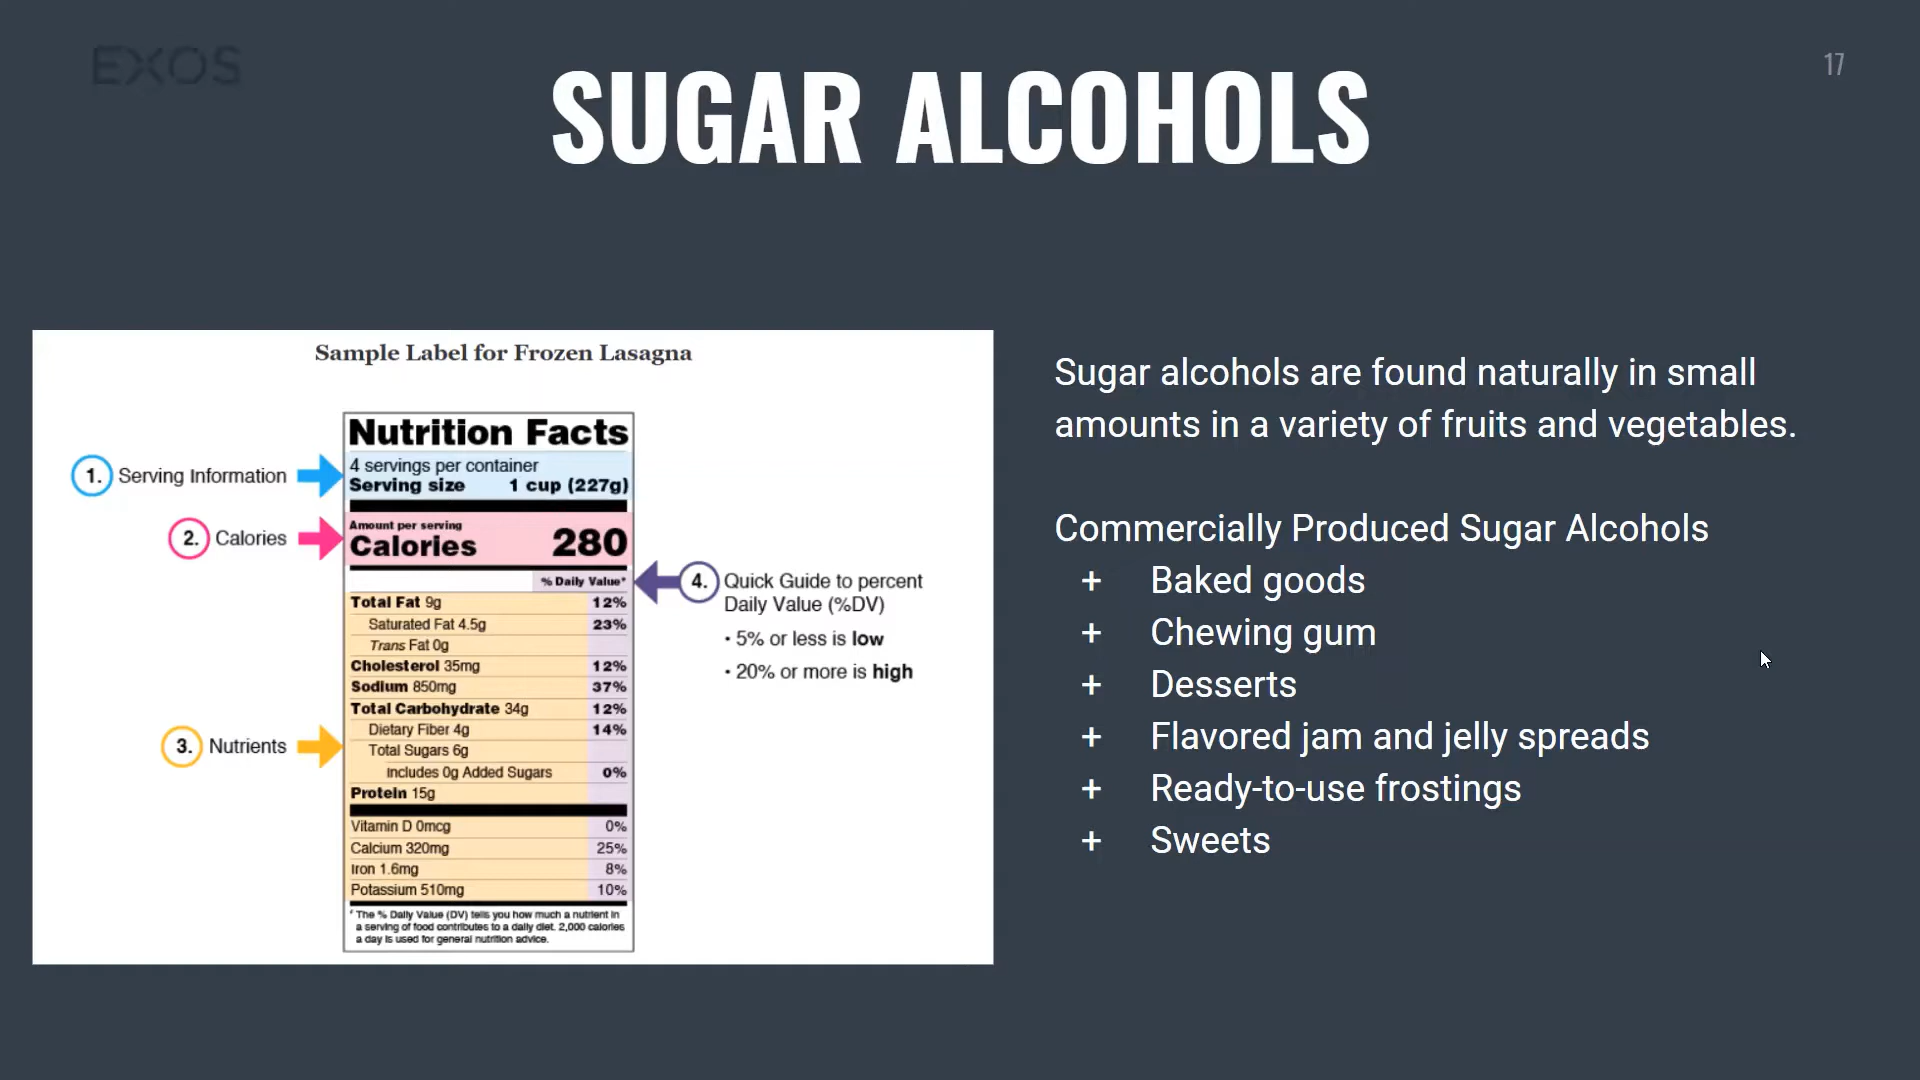 EXOS
17
SUGAR ALCOHOLS
Sample Label for Frozen Lasagna
1. Serving Information
2. Calories
3. Nutrients
Nutrition Facts
4 servings per container
Serving size 1 cup (227g)
Amount per serving
Calories 280
% Daily Value*
Total Fat 9g 12%
Saturated Fat 4.5g 23%
Trans Fat 0g
Cholesterol 35mg 12%
Sodium 850mg 37%
Total Carbohydrate 34g 12%
Dietary Fiber 4g 14%
Total Sugars 6g
Includes 0g Added Sugars 0%
Protein 15g
Vitamin D 0mcg 0%
Calcium 320mg 25%
Iron 1.6mg 8%
Potassium 510mg 10%
* The % Daily Value (DV) tells you how much a nutrient in
a serving of food contributes to a daily diet. 2,000 calories
a day is used for general nutrition advice.
4. Quick Guide to percent
Daily Value (%DV)
• 5% or less is low
• 20% or more is high
Sugar alcohols are found naturally in small
amounts in a variety of fruits and vegetables.
Commercially Produced Sugar Alcohols
+ Baked goods
+ Chewing gum
+ Desserts
+ Flavored jam and jelly spreads
+ Ready-to-use frostings
+ Sweets